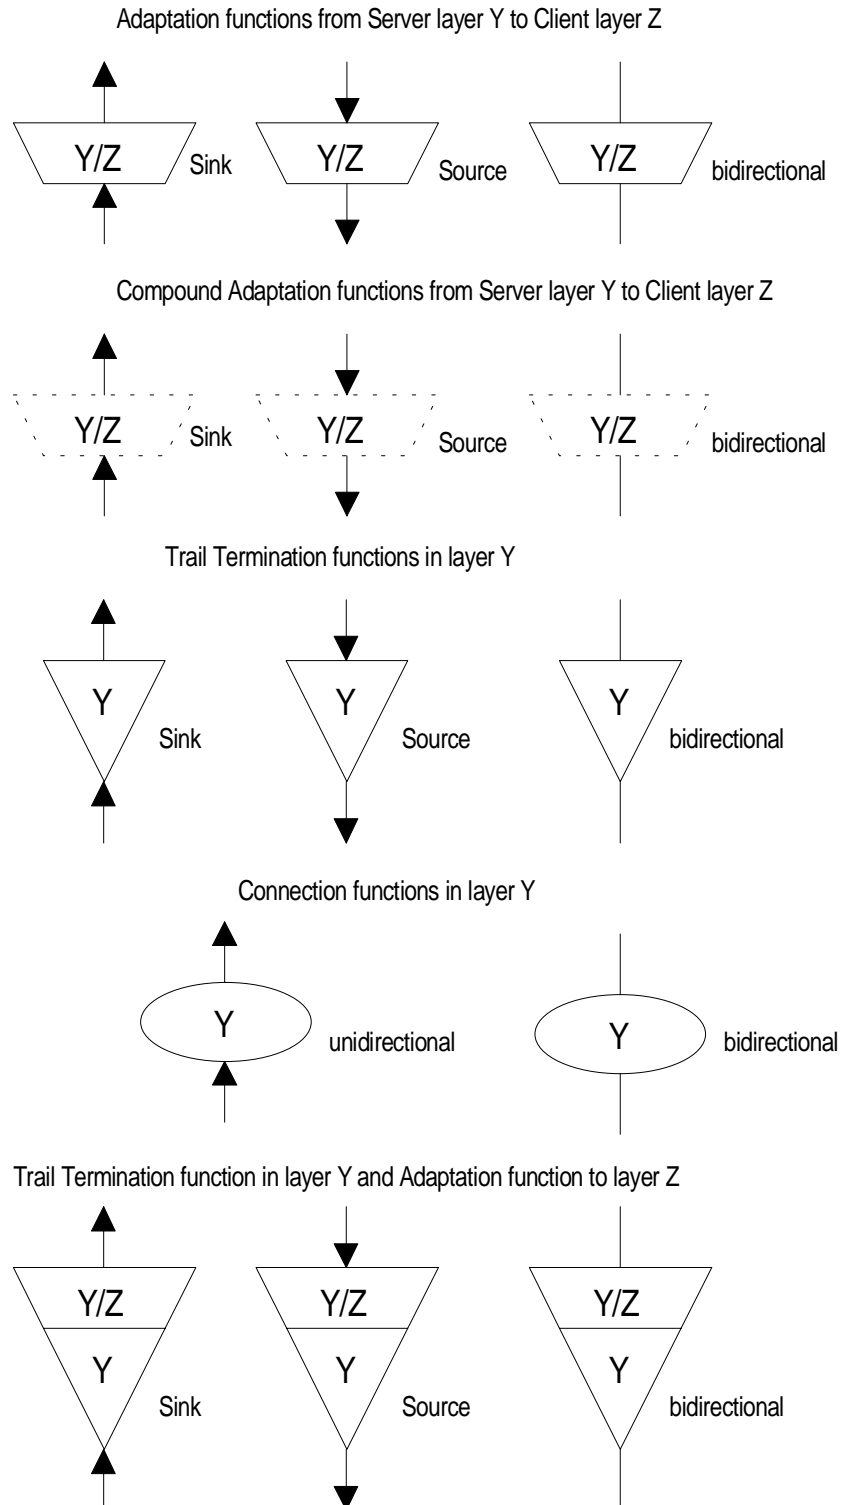 Adaptation functions from Server layer Y to Client layer Z
Y/Z Sink Y/Z Source Y/Z bidirectional
Compound Adaptation functions from Server layer Y to Client layer Z
Y/Z Sink Y/Z Source Y/Z bidirectional
Trail Termination functions in layer Y
Y Y Y
Sink Source bidirectional
Connection functions in layer Y
Y unidirectional Y bidirectional
Trail Termination function in layer Y and Adaptation function to layer Z
Y/Z Y/Z Y/Z
Y Y Y
Sink Source bidirectional